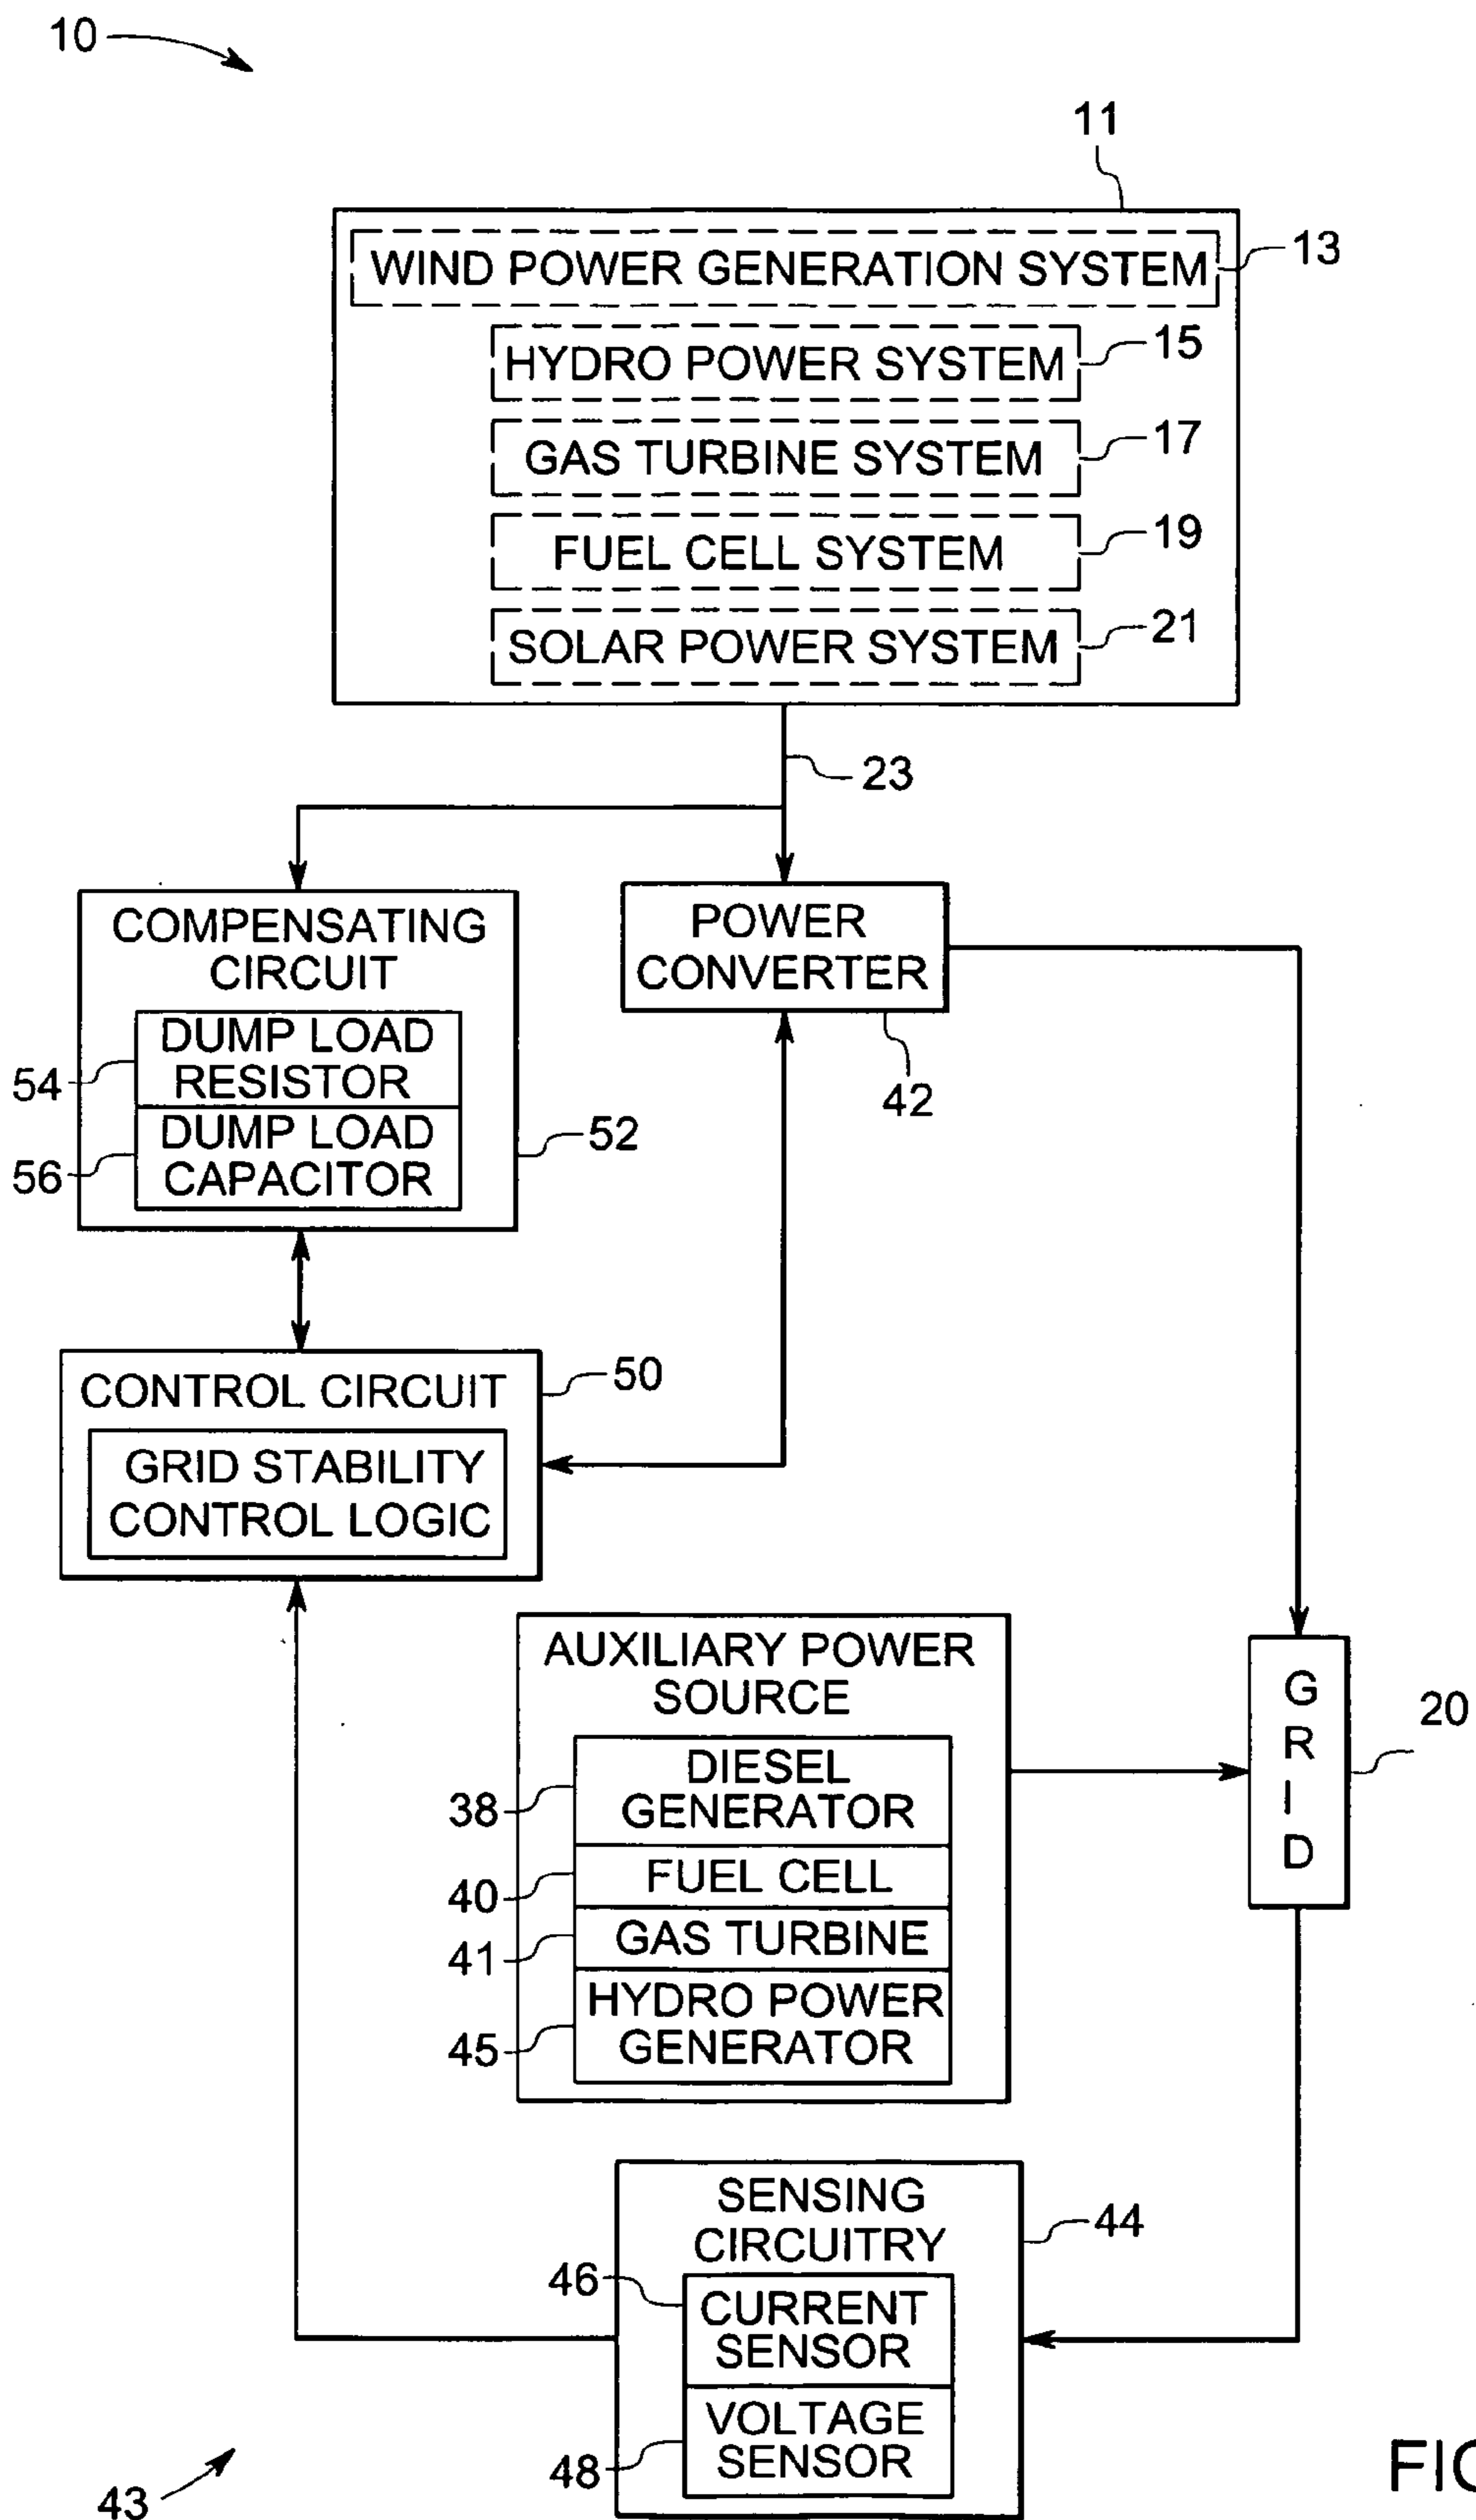 10
11
WIND POWER GENERATION SYSTEM
13
HYDRO POWER SYSTEM
15
GAS TURBINE SYSTEM
17
FUEL CELL SYSTEM
19
SOLAR POWER SYSTEM
21
23
COMPENSATING
CIRCUIT
DUMP LOAD
RESISTOR
54
DUMP LOAD
CAPACITOR
56
52
POWER
CONVERTER
42
CONTROL CIRCUIT
50
GRID STABILITY
CONTROL LOGIC
AUXILIARY POWER
SOURCE
DIESEL
GENERATOR
38
FUEL CELL
40
GAS TURBINE
41
HYDRO POWER
GENERATOR
45
G
R
I
D
20
SENSING
CIRCUITRY
44
46
CURRENT
SENSOR
VOLTAGE
SENSOR
48
43